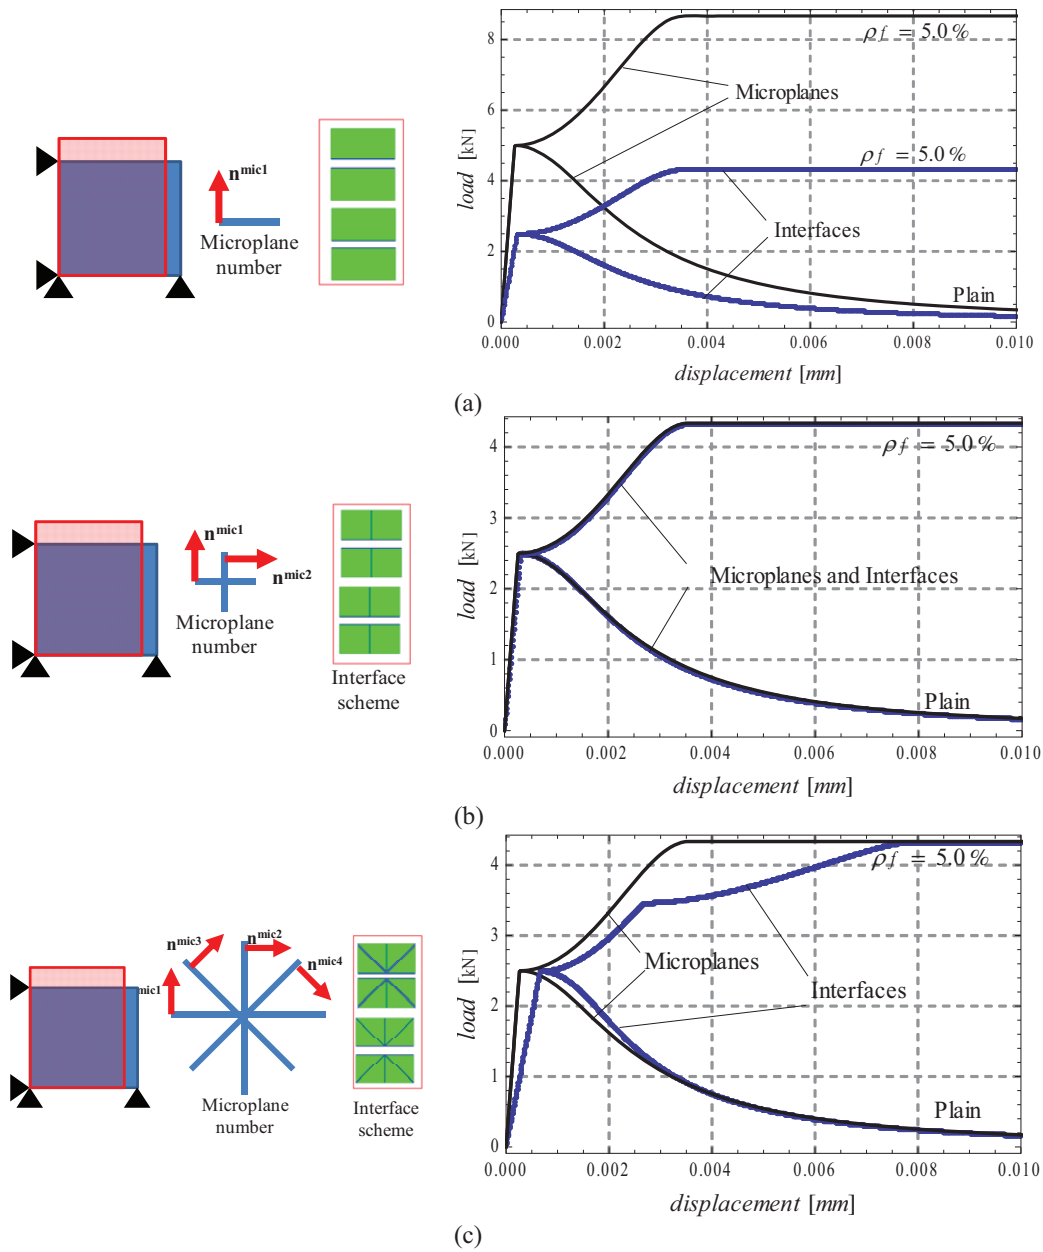 n^mic1
Microplane
number
load [kN]
8
6
4
2
0
ρf = 5.0 %
Microplanes
ρf = 5.0 %
Interfaces
Plain
0.000 0.002 0.004 0.006 0.008 0.010
displacement [mm]
(a)
n^mic1
n^mic2
Microplane
number
Interface
scheme
load [kN]
4
3
2
1
0
ρf = 5.0 %
Microplanes and Interfaces
Plain
0.000 0.002 0.004 0.006 0.008 0.010
displacement [mm]
(b)
n^mic3
n^mic2
n^mic4
mic1
Microplane
number
Interface
scheme
load [kN]
4
3
2
1
0
ρf = 5.0 %
Microplanes
Interfaces
Plain
0.000 0.002 0.004 0.006 0.008 0.010
displacement [mm]
(c)